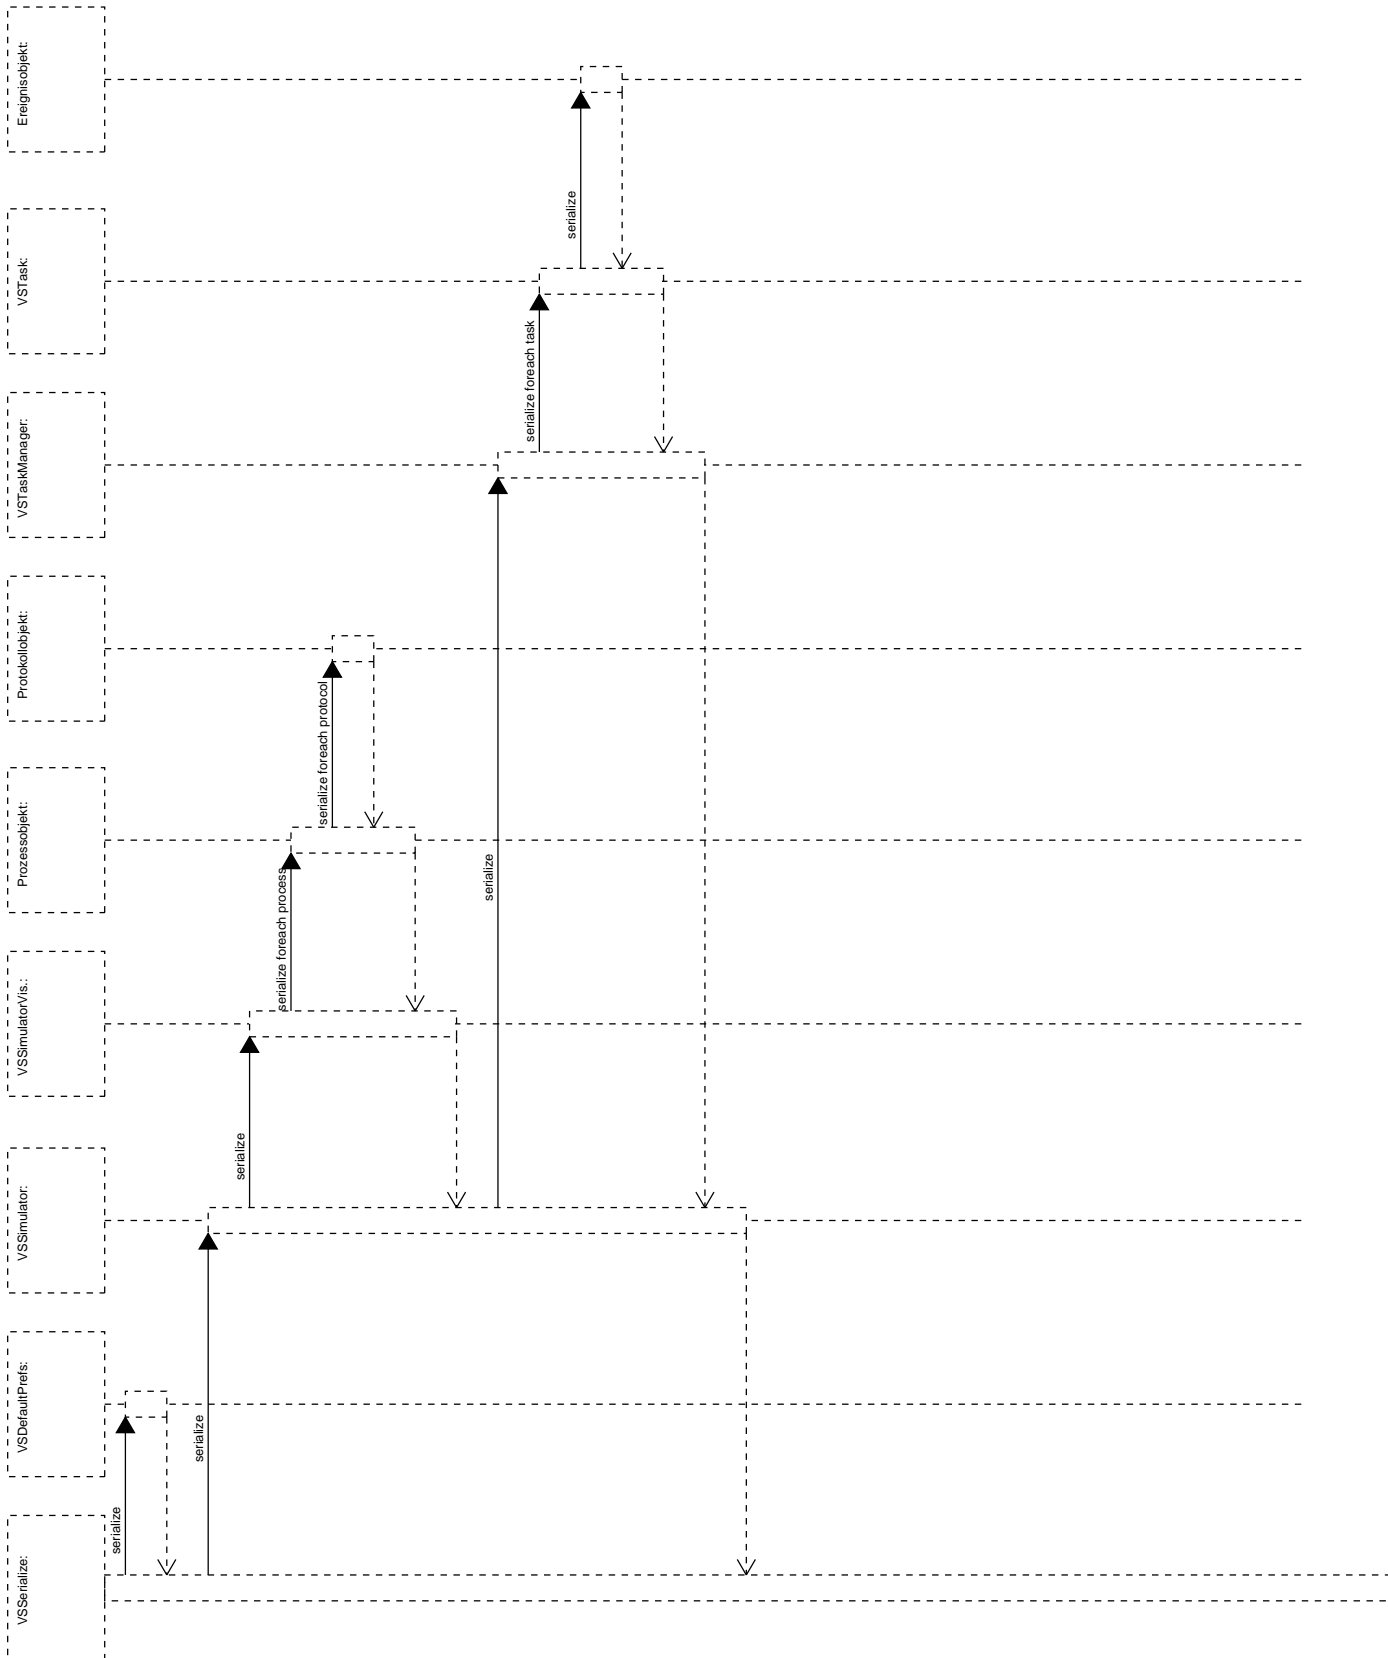 VSSerialize:
VSDefaultPrefs:
VSSimulator:
VSSimulatorVis.:
Prozessobjekt:
Protokollobjekt:
VSTaskManager:
VSTask:
Ereignisobjekt:
serialize
serialize
serialize
serialize foreach process
serialize foreach protocol
serialize
serialize foreach task
serialize